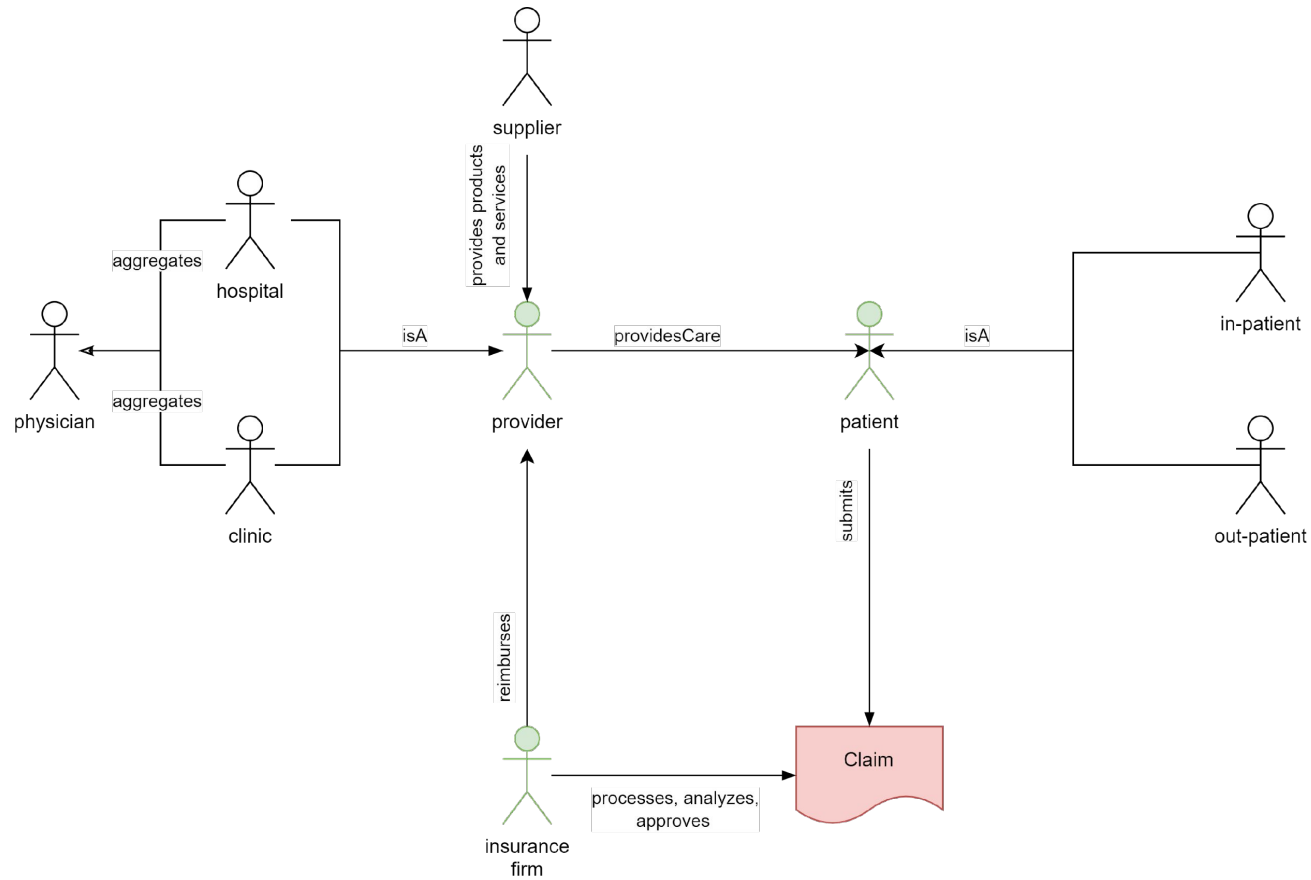 supplier
provides products
and services
hospital
aggregates
isA
providesCare
isA
in-patient
physician
aggregates
provider
patient
clinic
submits
out-patient
reimburses
Claim
processes, analyzes,
approves
insurance
firm